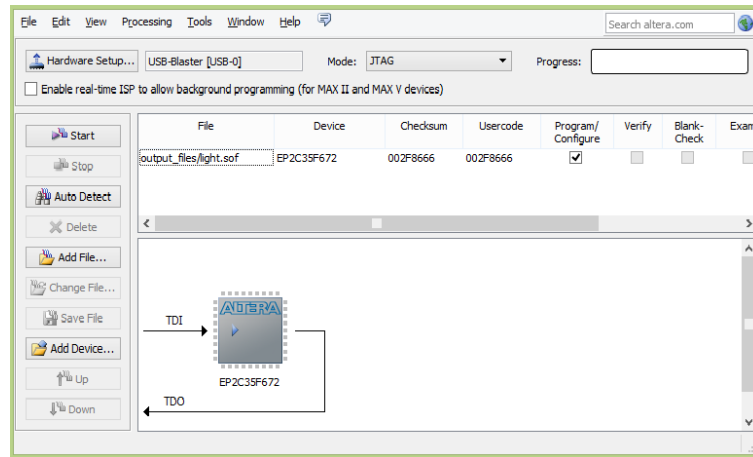 File Edit View Processing Tools Window Help Search altera.com
Hardware Setup... USB-Blaster [USB-0] Mode: JTAG Progress:
Enable real-time ISP to allow background programming (for MAX II and MAX V devices)
Start
Stop
Auto Detect
Delete
Add File...
Change File...
Save File
Add Device...
Up
Down
File Device Checksum Usercode Program/ Verify Blank- Exam
Configure Check
output_files/light.sof EP2C35F672 002F8666 002F8666
TDI
ALTERA
EP2C35F672
TDO